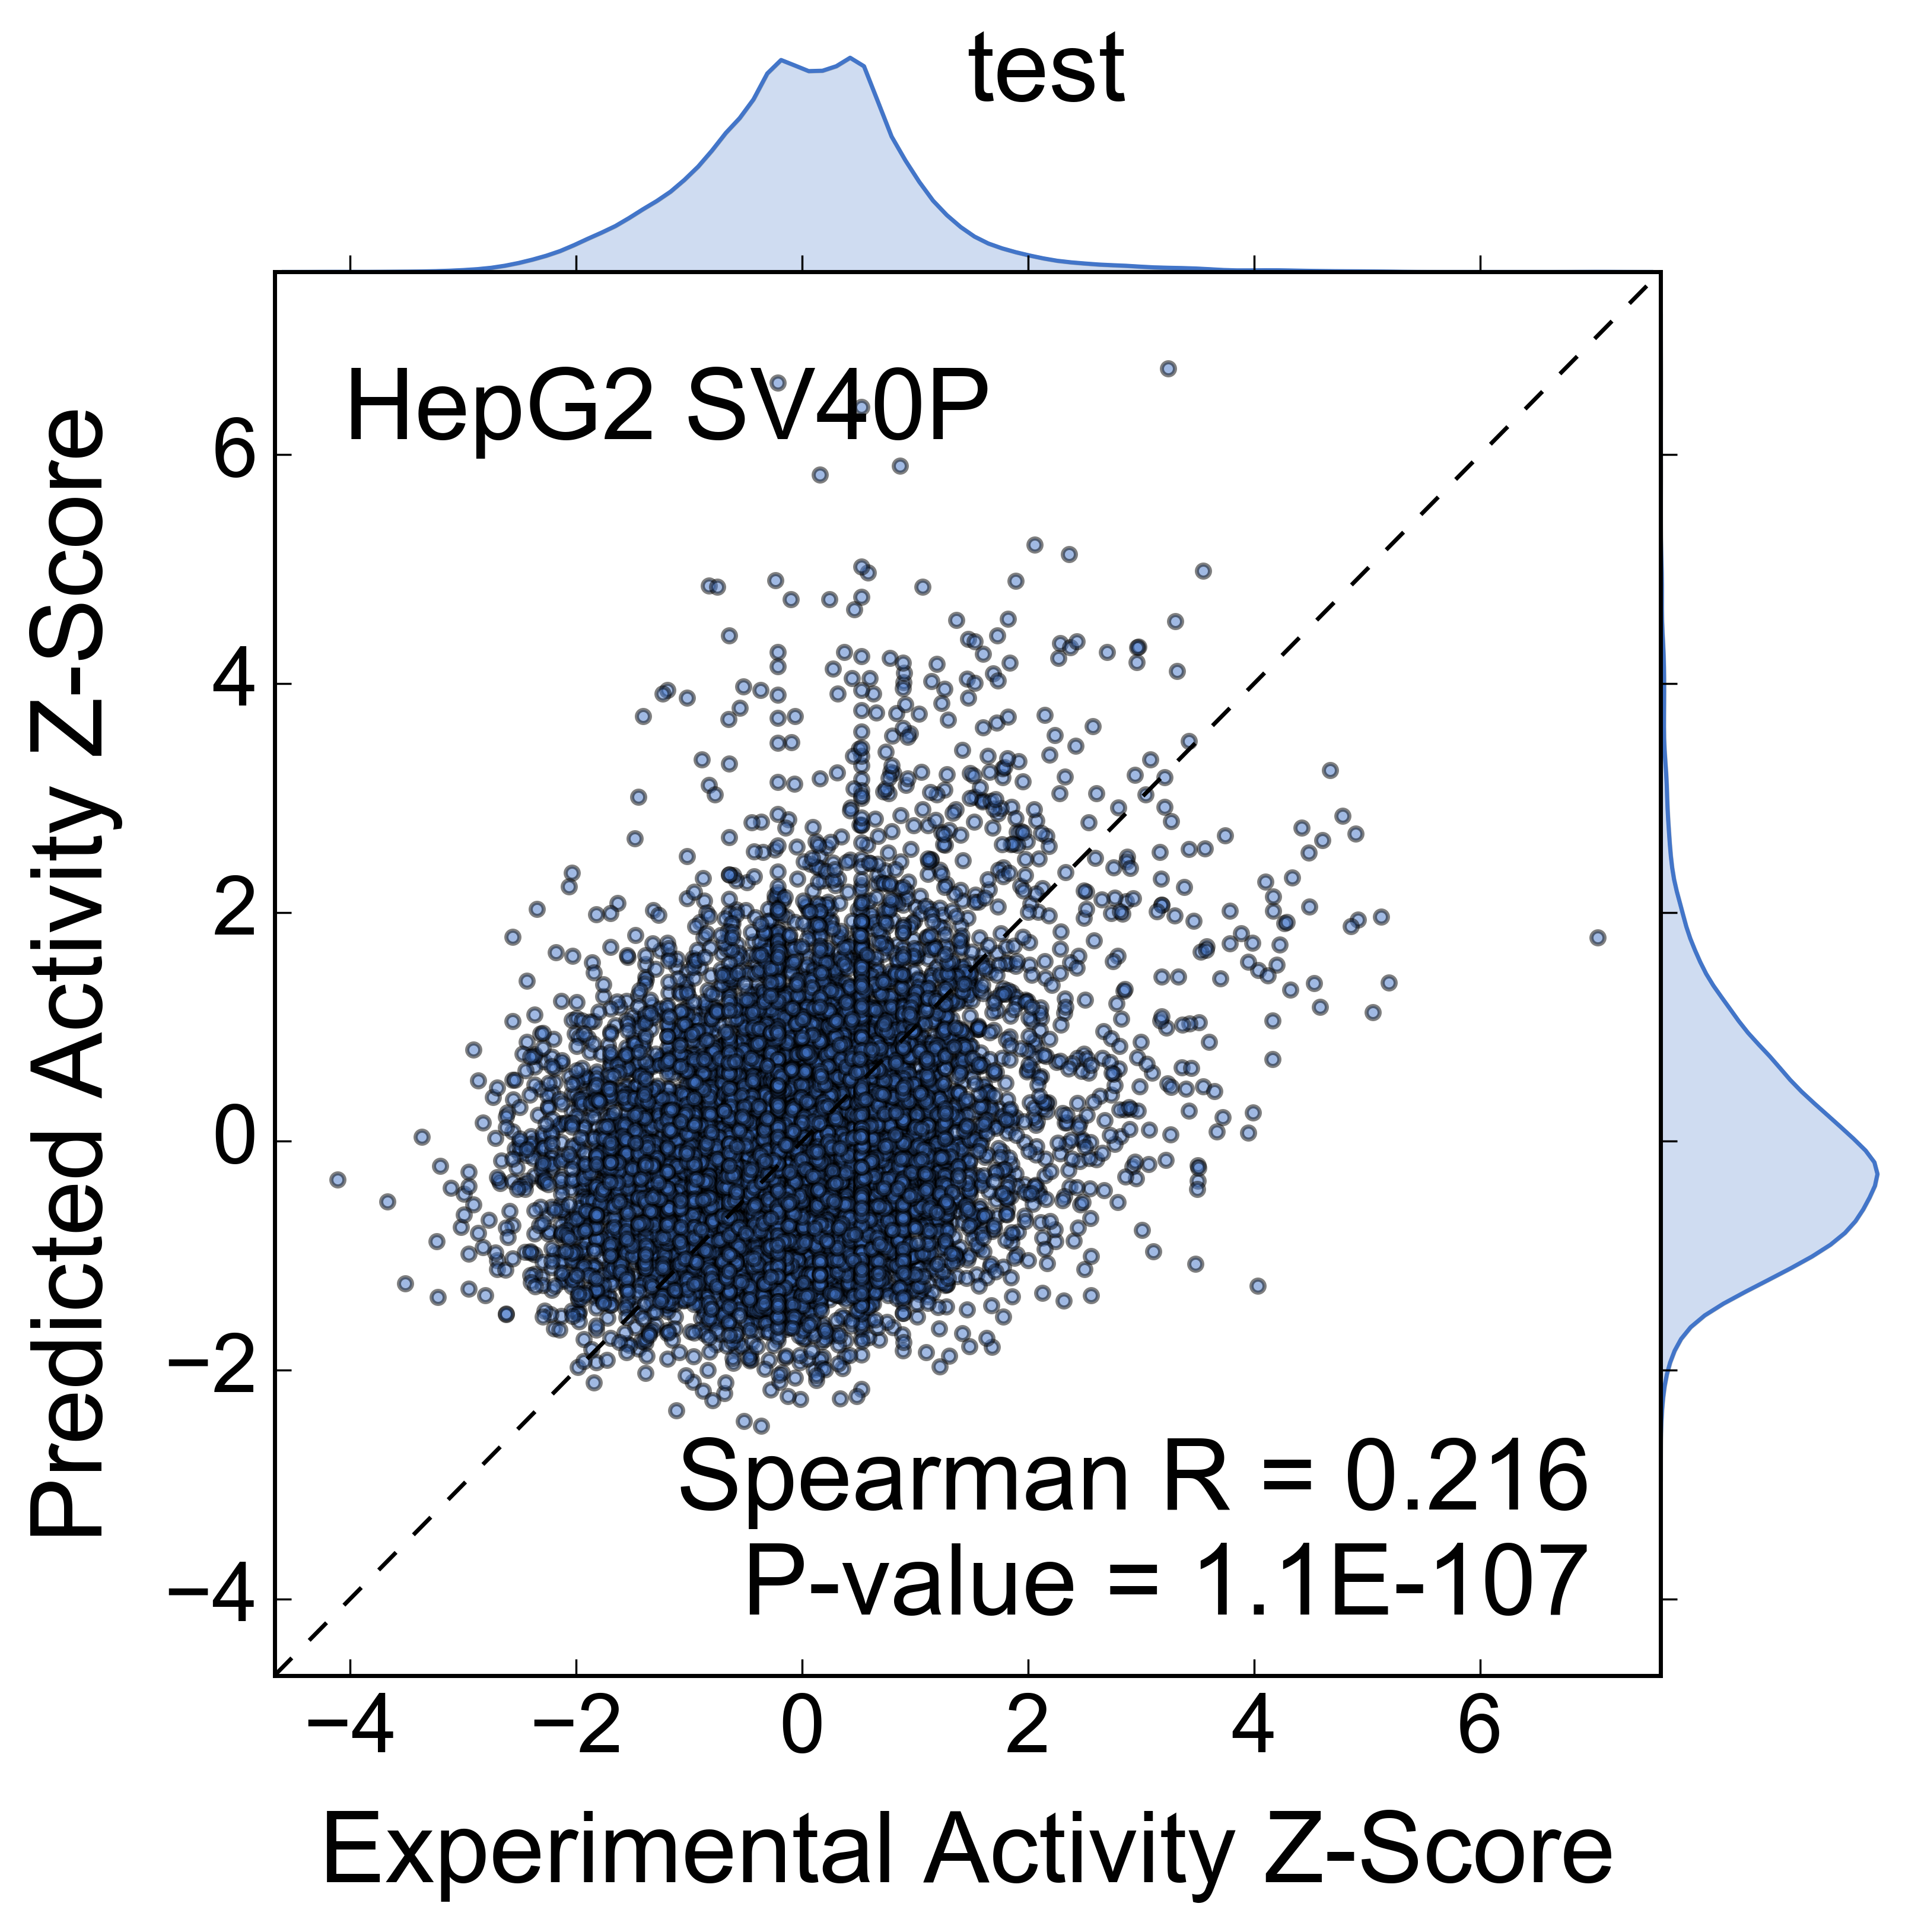 test
HepG2 SV40P
Predicted Activity Z-Score
6
4
2
0
−2
−4
Spearman R = 0.216
P-value = 1.1E-107
−4 −2 0 2 4 6
Experimental Activity Z-Score